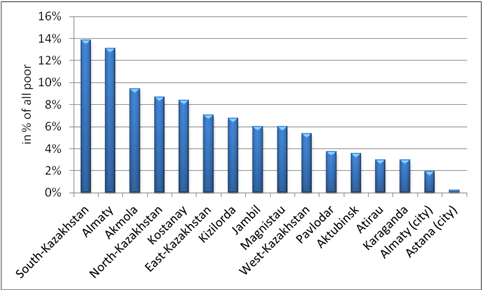 16%
14%
12%
10%
8%
6%
4%
2%
0%
in % of all poor
South-Kazakhstan
Almaty
Akmola
North-Kazakhstan
Kostanay
East-Kazakhstan
Kizilorda
Jambil
Magnistau
West-Kazakhstan
Pavlodar
Aktubinsk
Atirau
Karaganda
Almaty (city)
Astana (city)